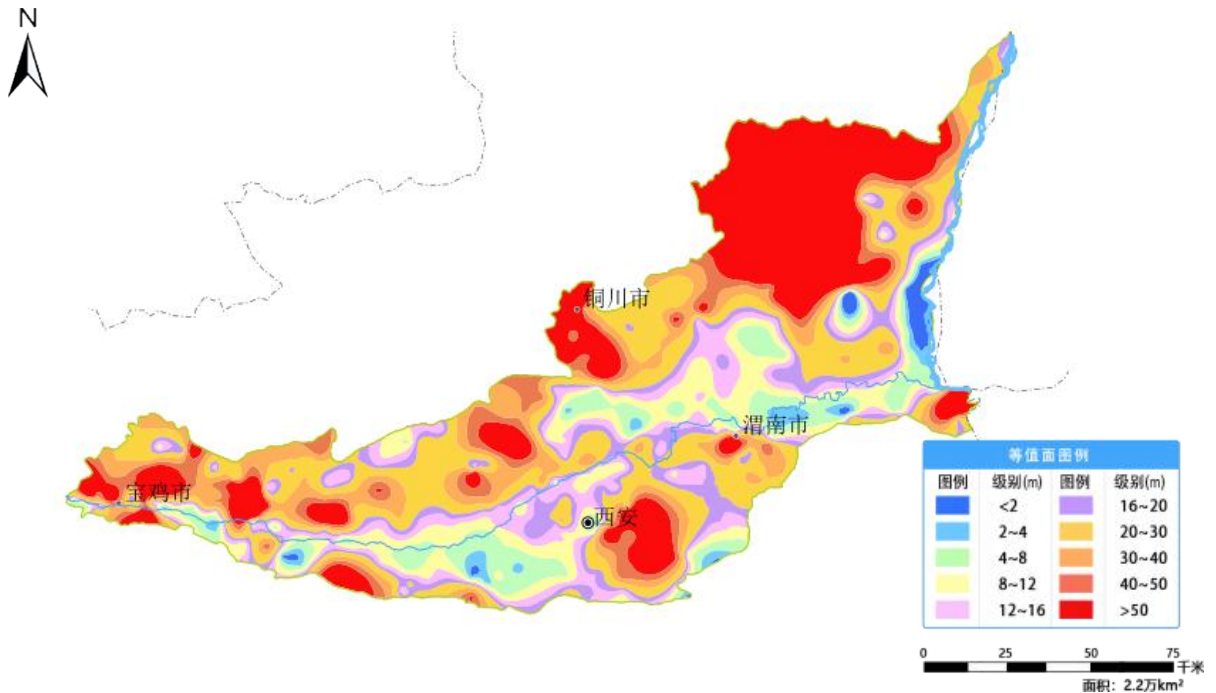 N
铜川市
渭南市
宝鸡市
西安
等值面图例
图例 级别(m) 图例 级别(m)
<2 16~20
2~4 20~30
4~8 30~40
8~12 40~50
12~16 >50
0 25 50 75
千米
面积：2.2万km²